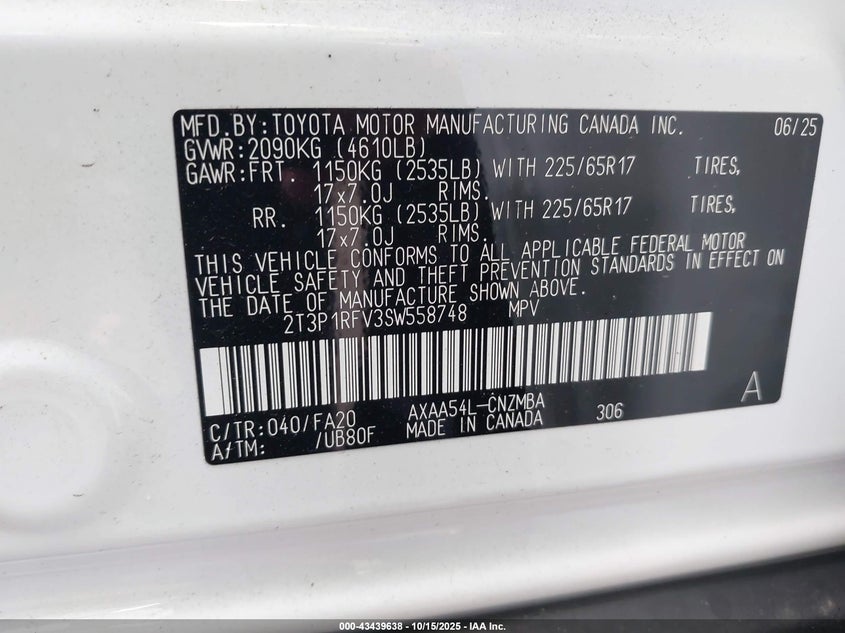 MFD.BY:TOYOTA MOTOR MANUFACTURING CANADA INC. 06/25
GVWR:2090KG (4610LB)
GAWR:FRT. 1150KG (2535LB) WITH 225/65R17 TIRES,
17x7.0J RIMS.
RR. 1150KG (2535LB) WITH 225/65R17 TIRES,
17x7.0J RIMS.
THIS VEHICLE CONFORMS TO ALL APPLICABLE FEDERAL MOTOR
VEHICLE SAFETY AND THEFT PREVENTION STANDARDS IN EFFECT ON
THE DATE OF MANUFACTURE SHOWN ABOVE.
2T3P1RFV3SW558748 MPV
A
C/TR:040/FA20 AXAA54L-CNZMBA 306
A/TM: /UB80F MADE IN CANADA
000-43439638 - 10/15/2025 - IAA Inc.